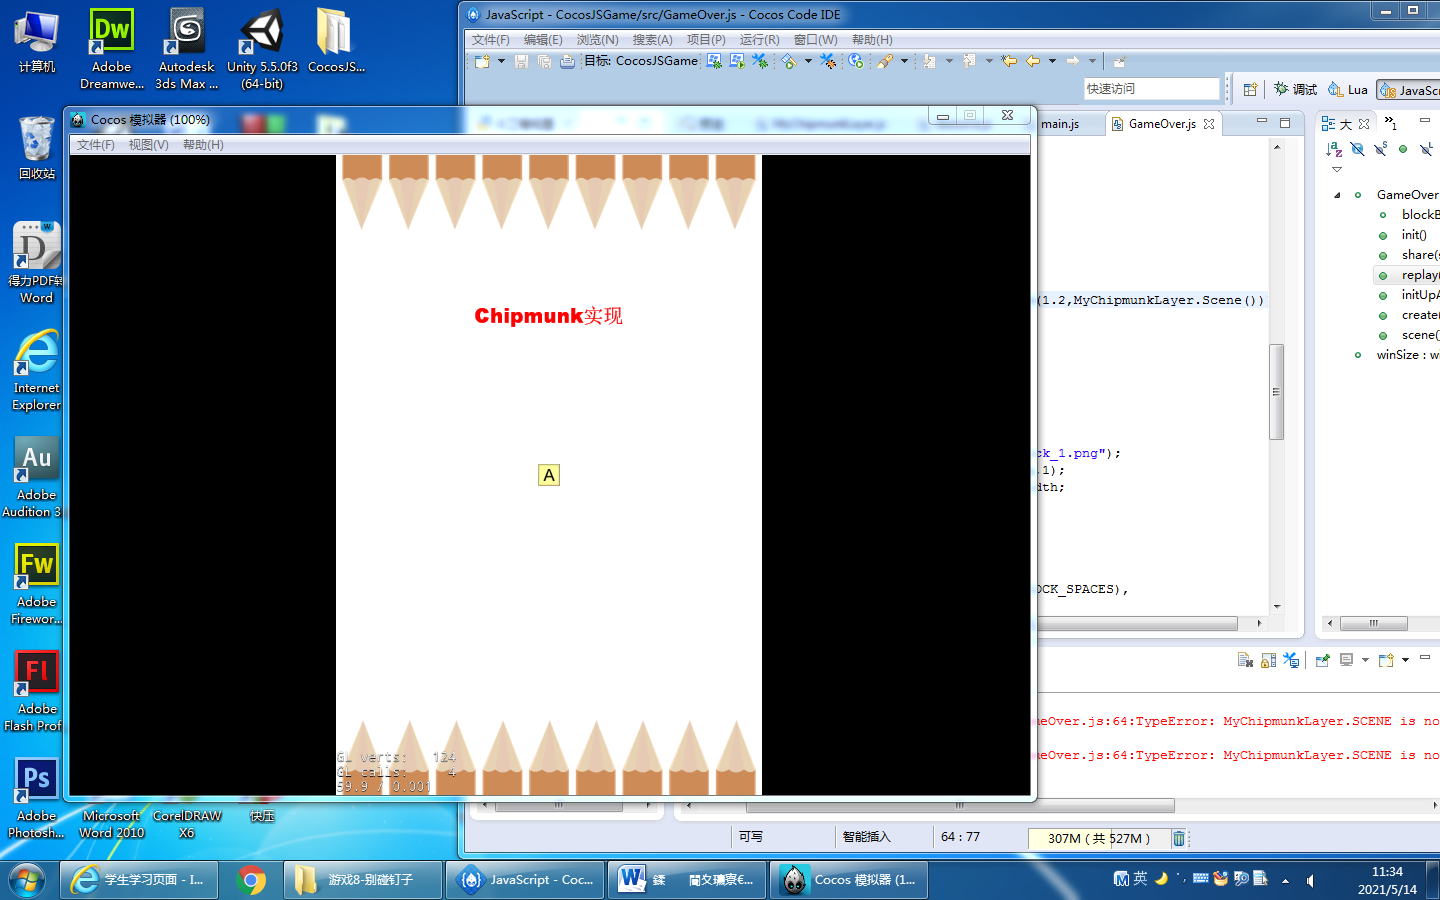 计算机
Adobe
Dreamwe...
Autodesk
3ds Max ...
Unity 5.5.0f3
(64-bit)
CocosJS...
回收站
得力PDF转
Word
Internet
Explorer
Adobe
Audition 3.
Adobe
Firewor...
Adobe
Flash Prof.
Adobe
Photosh...
Microsoft
Word 2010
CorelDRAW
X6
快压
JavaScript - CocosJSGame/src/GameOver.js - Cocos Code IDE
文件(F) 编辑(E) 浏览(N) 搜索(A) 项目(P) 运行(R) 窗口(W) 帮助(H)
目标: CocosJSGame
快速访问
调试
Lua
JavaScr
Cocos 模拟器 (100%)
文件(F) 视图(V) 帮助(H)
Chipmunk实现
A
GL verts: 124
GL calls: 4
59.9 / 0.001
main.js
GameOver.js
(1.2,MyChipmunkLayer.Scene())
ck_1.png");
.1);
dth;
OCK_SPACES),
大
GameOver
blockB
init()
share(s
replay(
initUpA
create(
scene(
winSize : wi
meOver.js:64:TypeError: MyChipmunkLayer.SCENE is no
meOver.js:64:TypeError: MyChipmunkLayer.SCENE is no
可写
智能插入
64 : 77
307M ( 共 527M )
学生学习页面 - I...
游戏8-别碰钉子
JavaScript - Coc...
Cocos 模拟器 (1...
英
11:34
2021/5/14